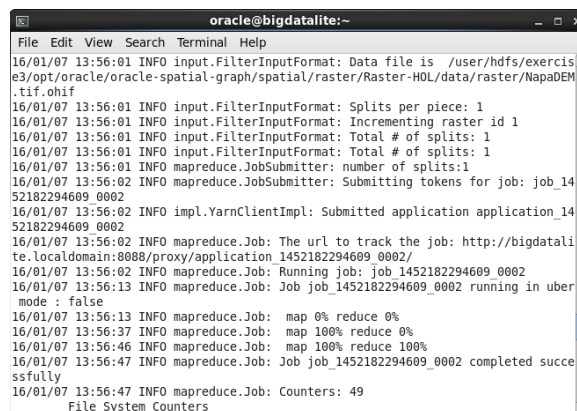 oracle@bigdatalite:~
File Edit View Search Terminal Help
16/01/07 13:56:01 INFO input.FilterInputFormat: Data file is  /user/hdfs/exercis
e3/opt/oracle/oracle-spatial-graph/spatial/raster/Raster-HOL/data/raster/NapaDEM
.tif.ohif
16/01/07 13:56:01 INFO input.FilterInputFormat: Splits per piece: 1
16/01/07 13:56:01 INFO input.FilterInputFormat: Incrementing raster id 1
16/01/07 13:56:01 INFO input.FilterInputFormat: Total # of splits: 1
16/01/07 13:56:01 INFO input.FilterInputFormat: Total # of splits: 1
16/01/07 13:56:01 INFO mapreduce.JobSubmitter: number of splits:1
16/01/07 13:56:02 INFO mapreduce.JobSubmitter: Submitting tokens for job: job_14
52182294609_0002
16/01/07 13:56:02 INFO impl.YarnClientImpl: Submitted application application_14
52182294609_0002
16/01/07 13:56:02 INFO mapreduce.Job: The url to track the job: http://bigdatali
te.localdomain:8088/proxy/application_1452182294609_0002/
16/01/07 13:56:02 INFO mapreduce.Job: Running job: job_1452182294609_0002
16/01/07 13:56:13 INFO mapreduce.Job: Job job_1452182294609_0002 running in uber
 mode : false
16/01/07 13:56:13 INFO mapreduce.Job:  map 0% reduce 0%
16/01/07 13:56:37 INFO mapreduce.Job:  map 100% reduce 0%
16/01/07 13:56:46 INFO mapreduce.Job:  map 100% reduce 100%
16/01/07 13:56:47 INFO mapreduce.Job: Job job_1452182294609_0002 completed succe
ssfully
16/01/07 13:56:47 INFO mapreduce.Job: Counters: 49
        File System Counters